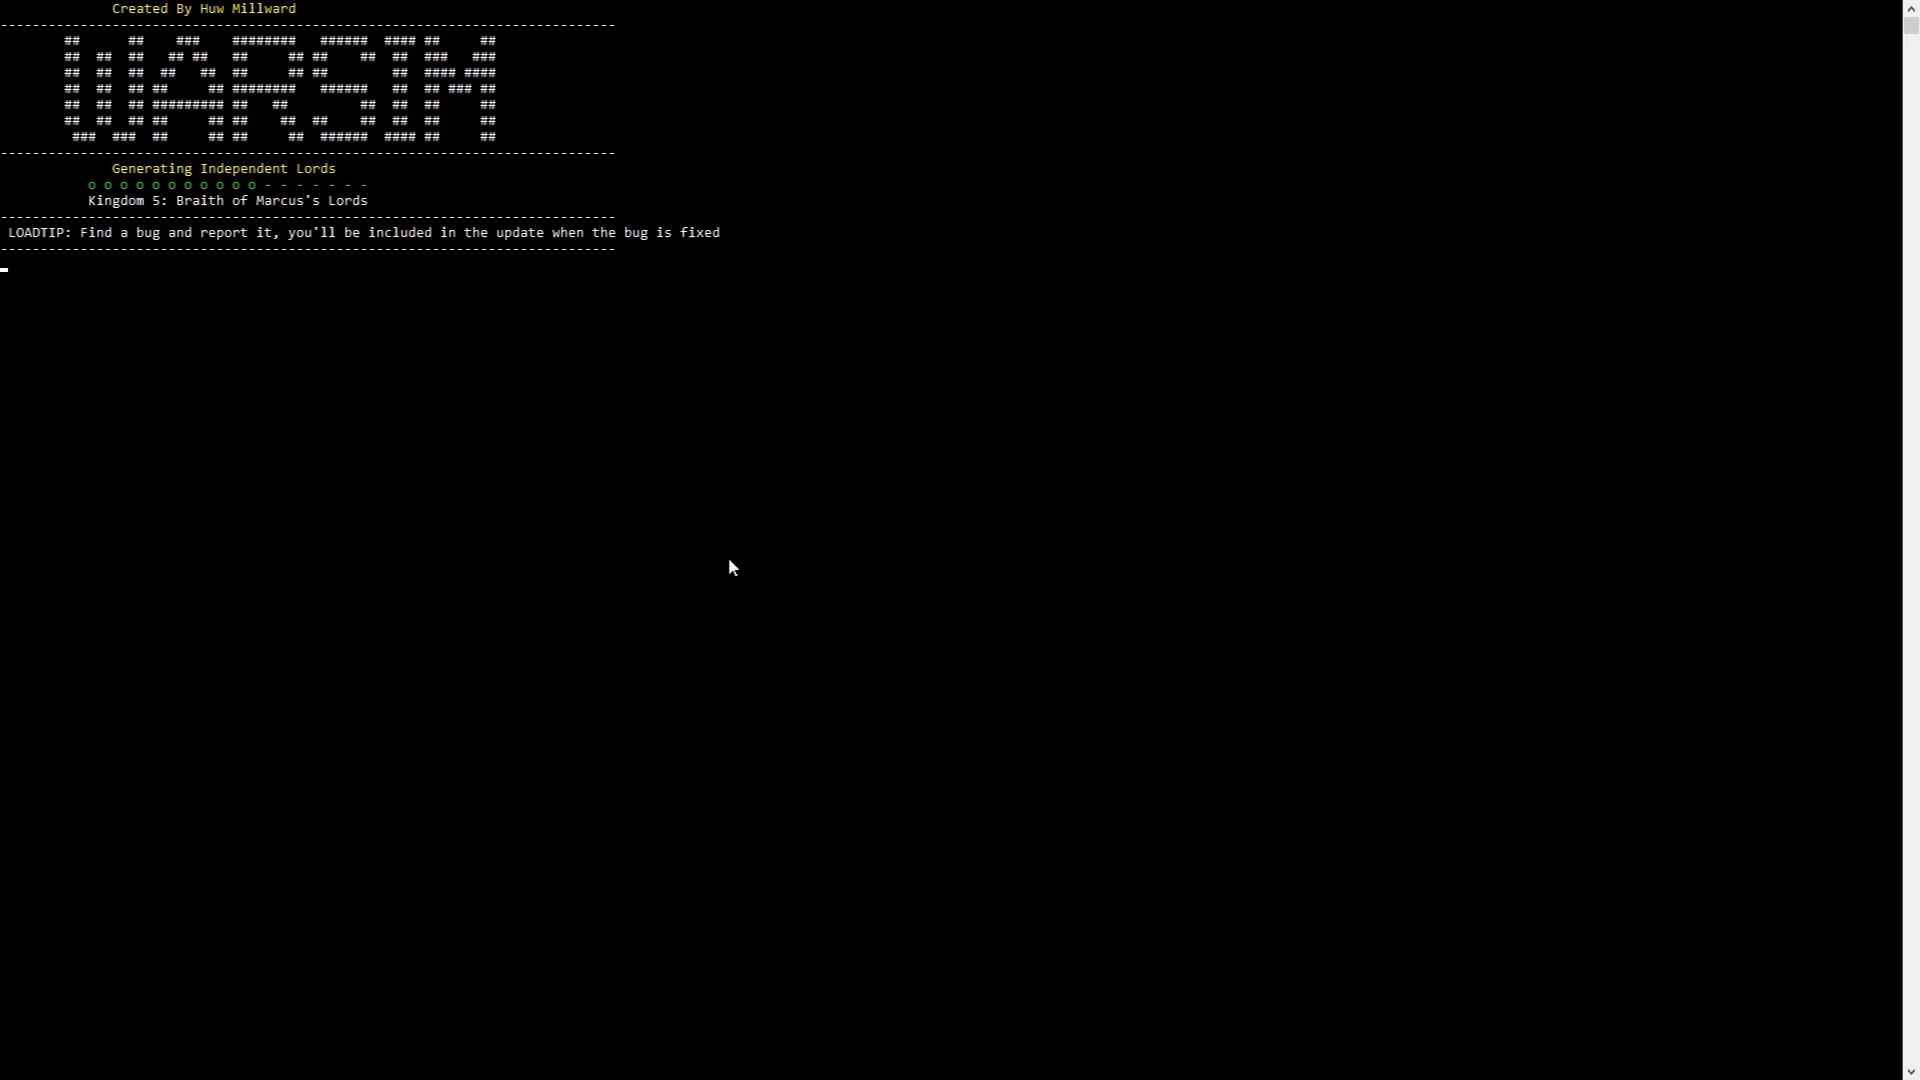 Created By Huw Millward
-----------------------------------------------------------------------------
##      ##    ###    ########   ######  #### ##     ##
##  ##  ##   ## ##   ##     ## ##    ##  ##  ###   ###
##  ##  ##  ##   ##  ##     ## ##        ##  #### ####
##  ##  ## ##     ## ########   ######   ##  ## ### ##
##  ##  ## ######### ##   ##         ##  ##  ##     ##
##  ##  ## ##     ## ##    ##  ##    ##  ##  ##     ##
###  ###  ##     ## ##     ##  ######  #### ##     ##
-----------------------------------------------------------------------------
Generating Independent Lords
o o o o o o o o o o o - - - - - - -
Kingdom 5: Braith of Marcus's Lords
-----------------------------------------------------------------------------
LOADTIP: Find a bug and report it, you'll be included in the update when the bug is fixed
-----------------------------------------------------------------------------